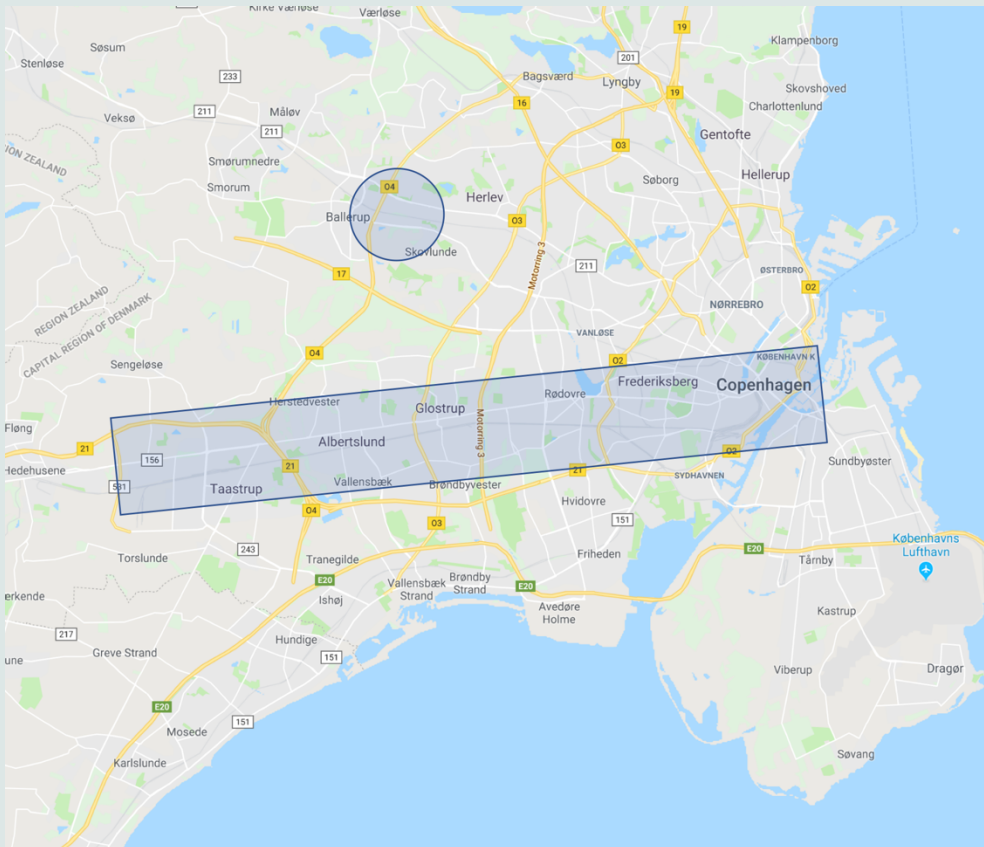 Kirke Værløse
Værløse
19
Klampenborg
Søsum
201
Stenløse
Bagsværd
Lyngby
233
19
Skovshoved
16
Charlottenlund
211
Måløv
Veksø
211
Gentofte
O3
ION ZEALAND
Smørumnedre
Hellerup
Søborg
Smorum
O4
Herlev
Ballerup
O3
Skovlunde
Motorring 3
211
ØSTERBRO
17
O2
REGION ZEALAND
NØRREBRO
CAPITAL REGION OF DENMARK
VANLØSE
O4
KØBENHAVN K
Sengeløse
O2
Frederiksberg
Copenhagen
Rødovre
Herstedvester
Glostrup
Fløng
Motorring 3
Albertslund
21
O2
156
21
21
Sundbyøster
Hedehusene
SYDHAVNEN
Vallensbæk
Brøndbyvester
Taastrup
Hvidovre
O4
151
O3
Københavns
Lufthavn
243
E20
Torslunde
Friheden
Tranegilde
Tårnby
E20
Brøndby
Strand
Vallensbæk
Strand
E20
Ishøj
Avedøre
Holme
erkende
Kastrup
217
Hundige
Greve Strand
151
une
Viberup
Dragør
E20
151
Mosede
Søvang
Karlslunde